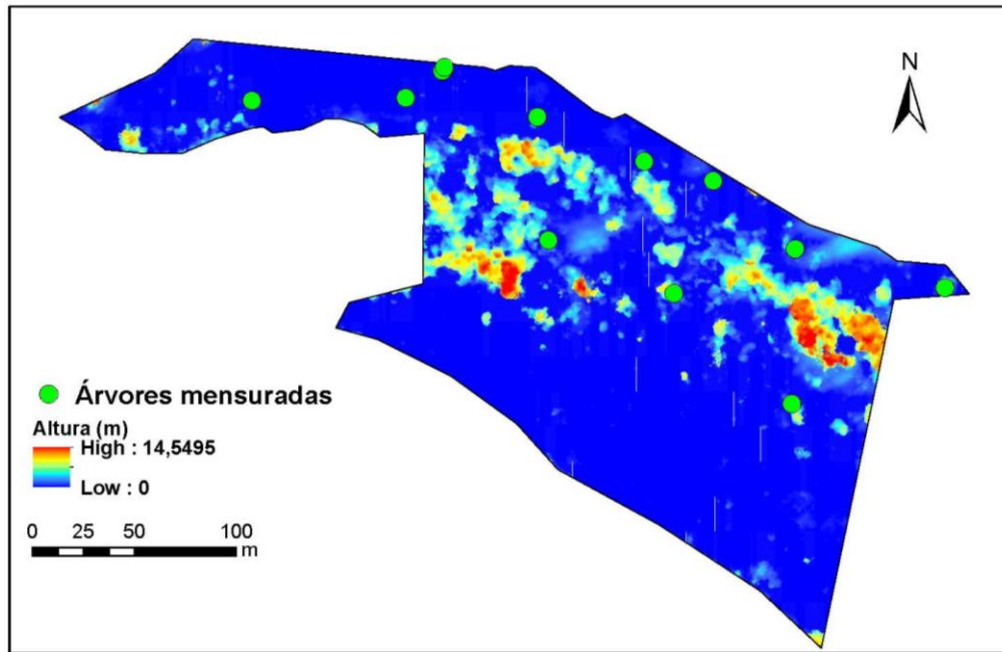 N
Árvores mensuradas
Altura (m)
High : 14,5495
Low : 0
0 25 50 100
m